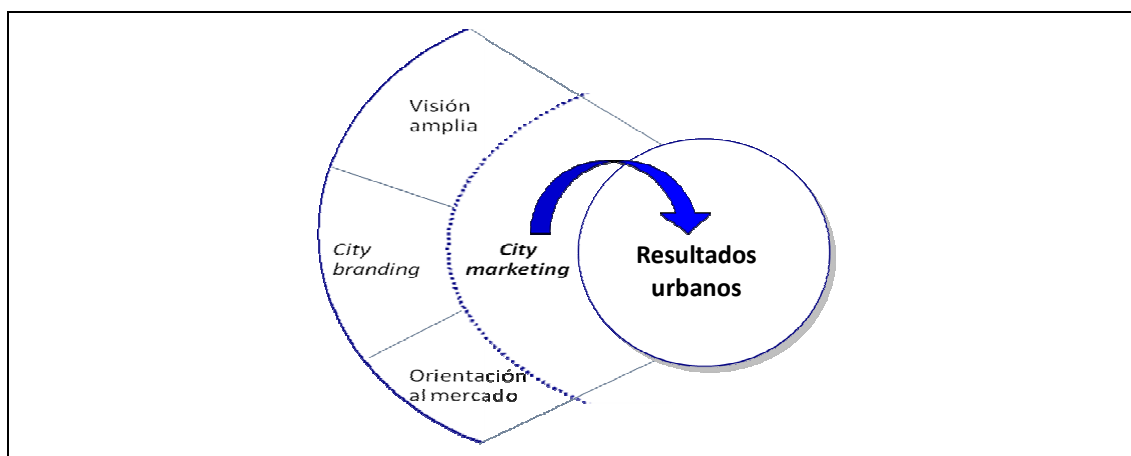 Visión
amplia
City
branding
City
marketing
Resultados
urbanos
Orientación
al mercado